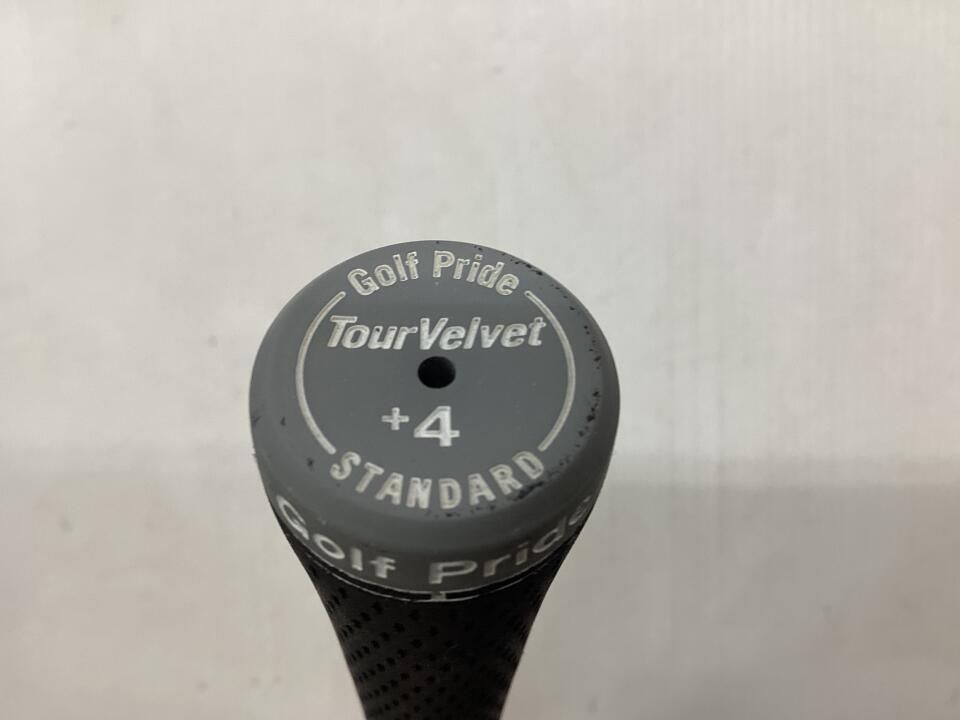 Golf Pride
TourVelvet
+4
STANDARD
Golf Pride